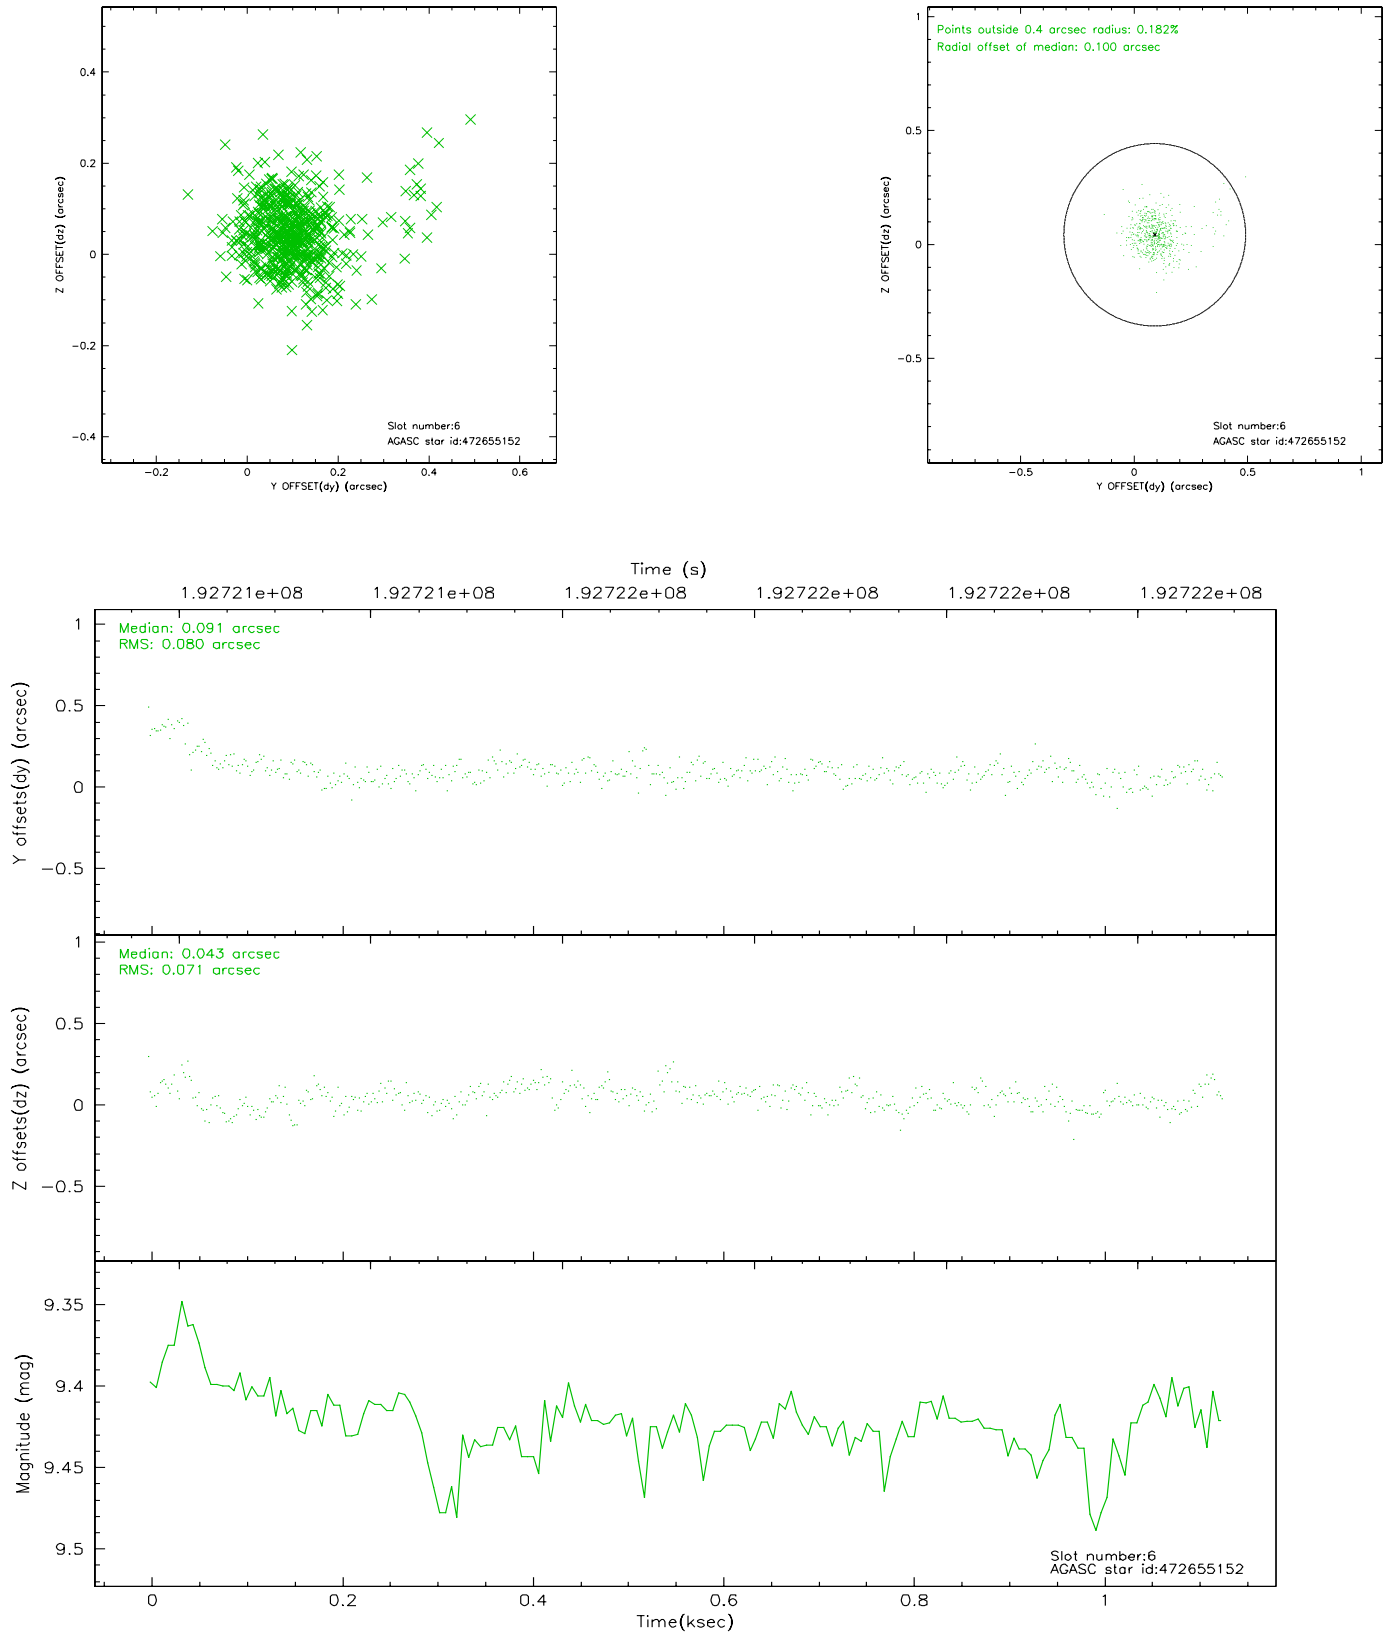 0.4
0.2
0
−0.2
−0.4
Z OFFSET(dz) (arcsec)
Slot number:6
AGASC star id:472655152
−0.2 0 0.2 0.4 0.6
Y OFFSET(dy) (arcsec)
Points outside 0.4 arcsec radius: 0.182%
Radial offset of median: 0.100 arcsec
1
0.5
0
−0.5
Z OFFSET(dz) (arcsec)
Slot number:6
AGASC star id:472655152
−0.5 0 0.5 1
Y OFFSET(dy) (arcsec)
Time (s)
1.92721e+08 1.92721e+08 1.92722e+08 1.92722e+08 1.92722e+08 1.92722e+08
Median: 0.091 arcsec
RMS: 0.080 arcsec
1
0.5
0
−0.5
Y offsets(dy) (arcsec)
Median: 0.043 arcsec
RMS: 0.071 arcsec
1
0.5
0
−0.5
Z offsets(dz) (arcsec)
9.35
9.4
9.45
9.5
Magnitude (mag)
Slot number:6
AGASC star id:472655152
0 0.2 0.4 0.6 0.8 1
Time(ksec)